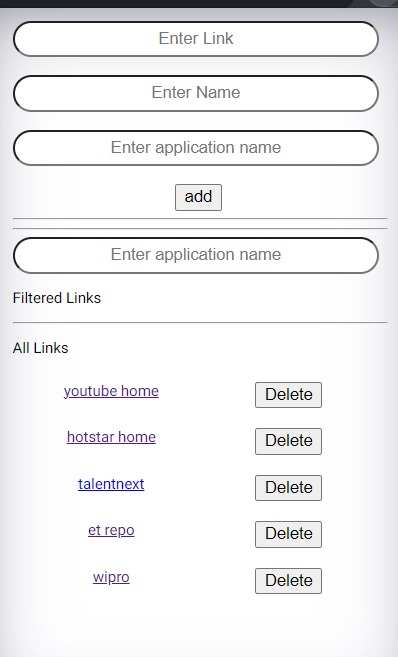 Enter Link
Enter Name
Enter application name
add
Enter application name
Filtered Links
All Links
youtube home Delete
hotstar home Delete
talentnext Delete
et repo Delete
wipro Delete